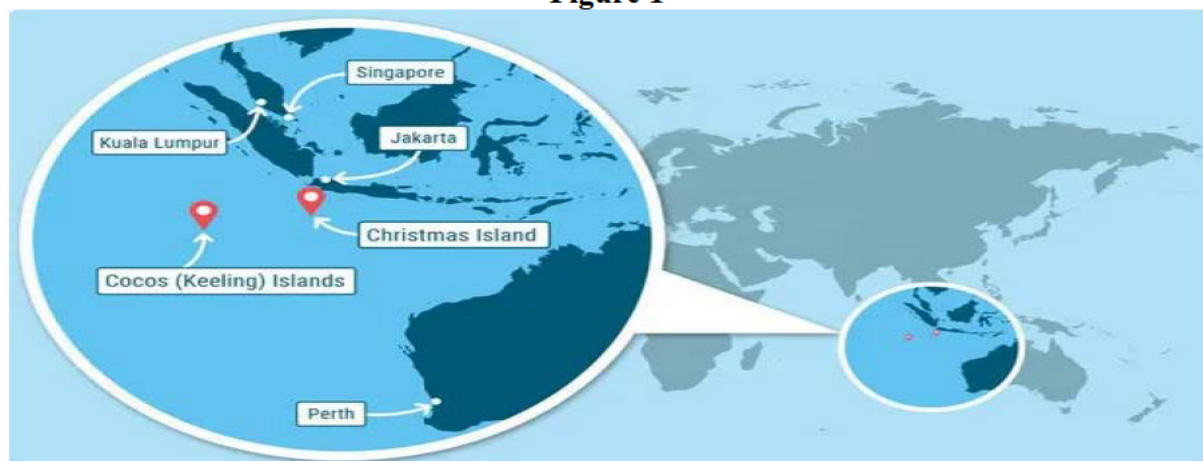 Figure 1
Singapore
Kuala Lumpur
Jakarta
Christmas Island
Cocos (Keeling) Islands
Perth